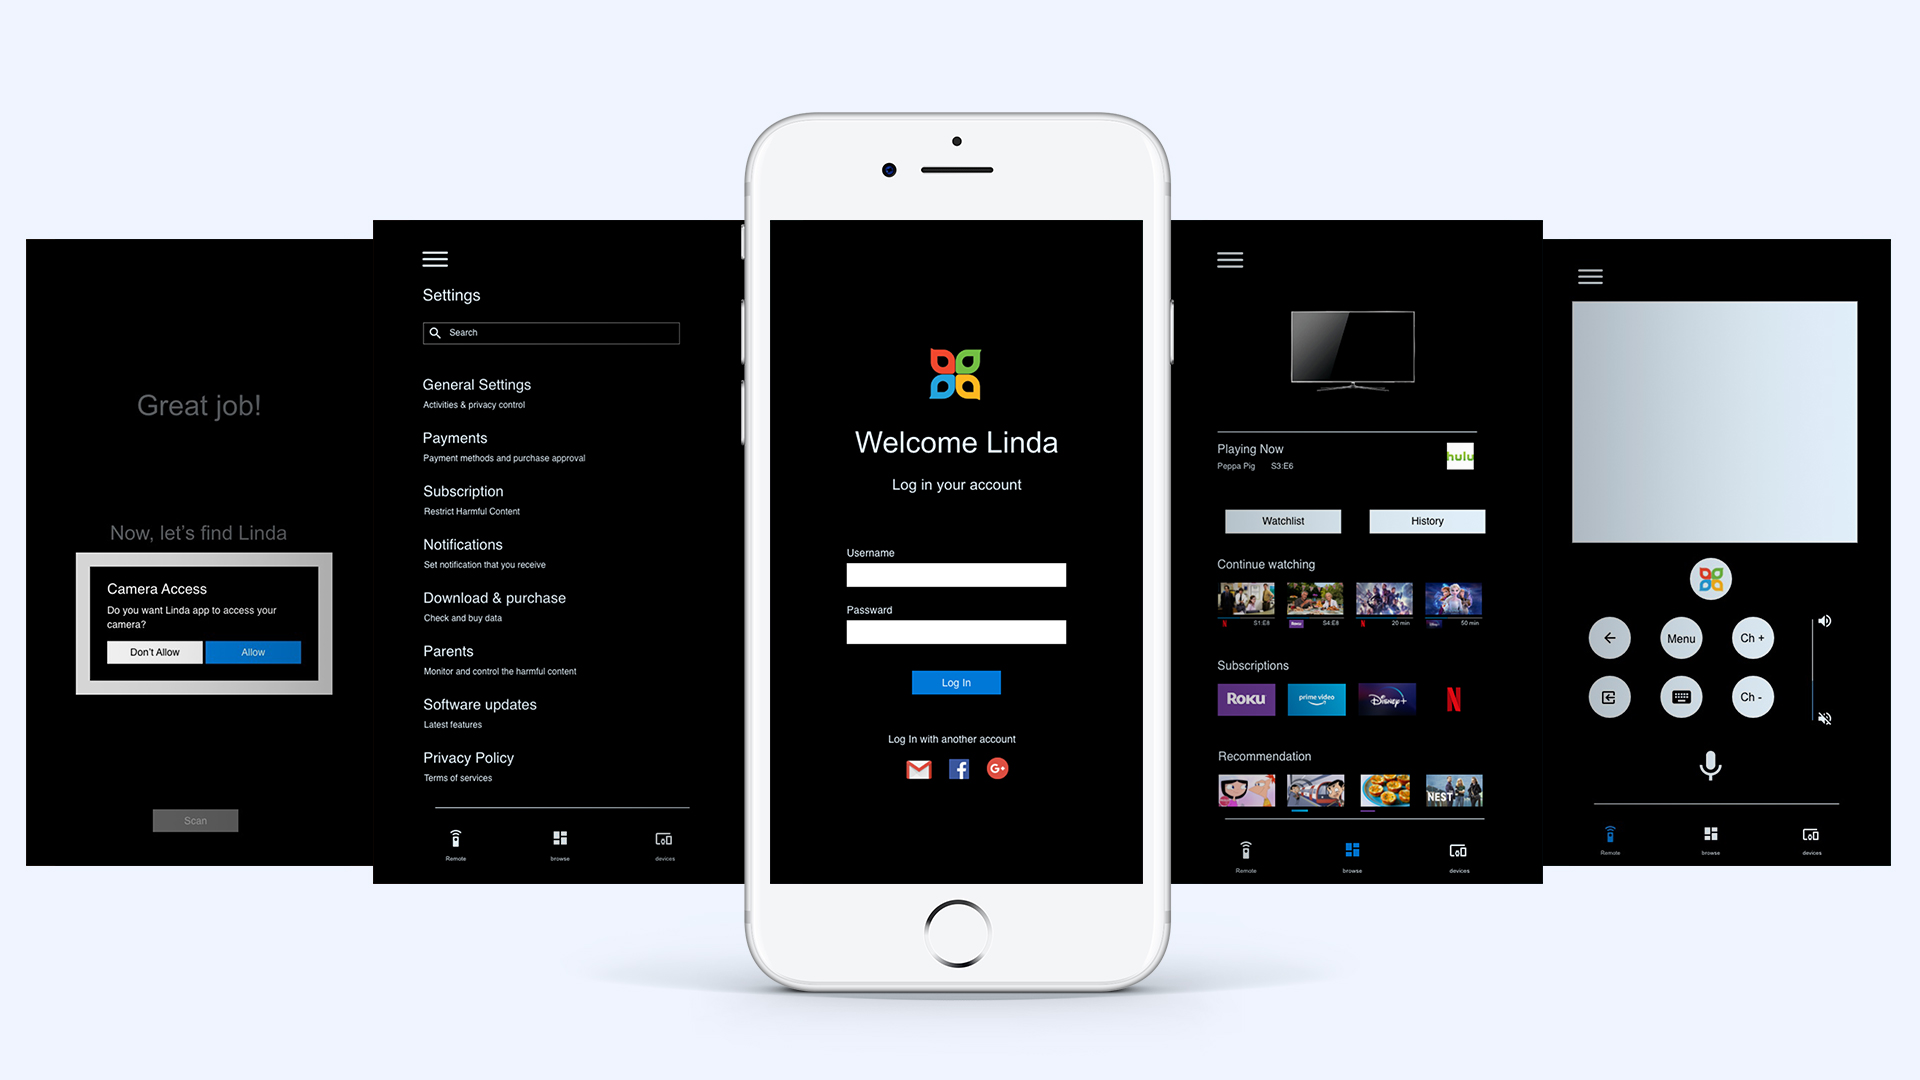 Great job!
Now, let's find Linda
Camera Access
Do you want Linda app to access your
camera?
Don't Allow
Allow
Scan
Settings
Search
General Settings
Activities & privacy control
Payments
Payment methods and purchase approval
Subscription
Restrict Harmful Content
Notifications
Set notification that you receive
Download & purchase
Check and buy data
Parents
Monitor and control the harmful content
Software updates
Latest features
Privacy Policy
Terms of services
Remote
browse
devices
Welcome Linda
Log in your account
Username
Password
Log In
Log In with another account
G+
Playing Now
Peppa Pig S3:E6
hulu
Watchlist
History
Continue watching
N S1:E8
Roku S4:E8
N 20 min
Disney+ 50 min
Subscriptions
Roku
prime video
Disney+
N
Recommendation
NEST
Remote
browse
devices
Menu
Ch +
Ch -
Remote
browse
devices